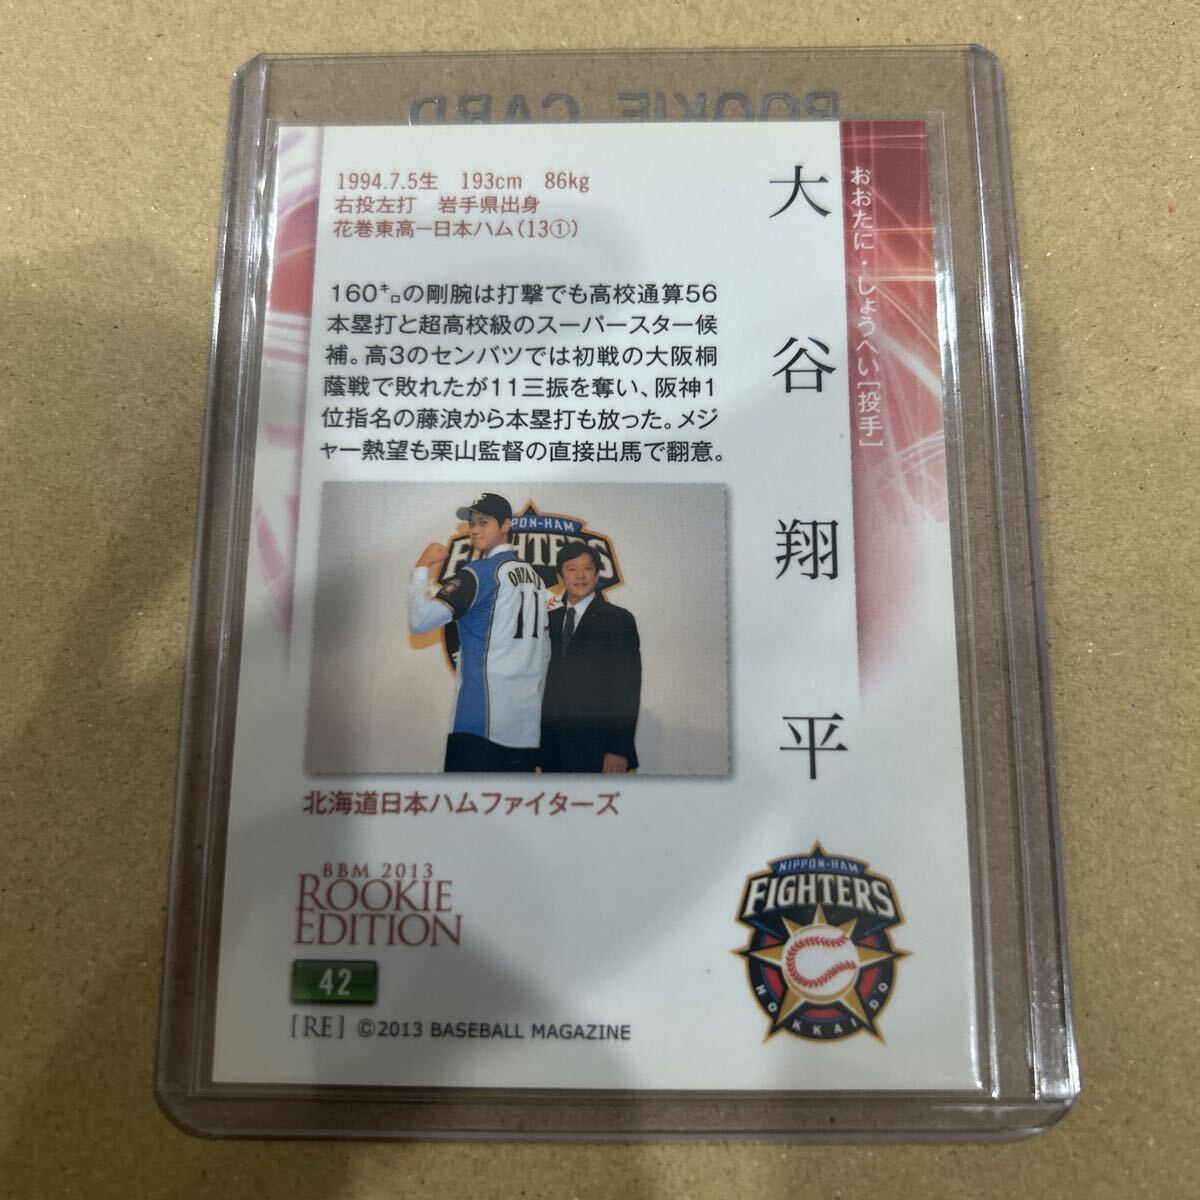 ROOKIE CARD
大谷翔平
おおたに・しょうへい[投手]
1994.7.5生 193cm 86kg
右投左打 岩手県出身
花巻東高―日本ハム(13①)
160㌔の剛腕は打撃でも高校通算56
本塁打と超高校級のスーパースター候
補。高3のセンバツでは初戦の大阪桐
蔭戦で敗れたが11三振を奪い、阪神1
位指名の藤浪から本塁打も放った。メジ
ャー熱望も栗山監督の直接出馬で翻意。
NIPPON-HAM
FIGHTERS
OHTANI
11
北海道日本ハムファイターズ
BBM 2013
ROOKIE
EDITION
42
[RE] ©2013 BASEBALL MAGAZINE
NIPPON-HAM
FIGHTERS
HOKKAIDO